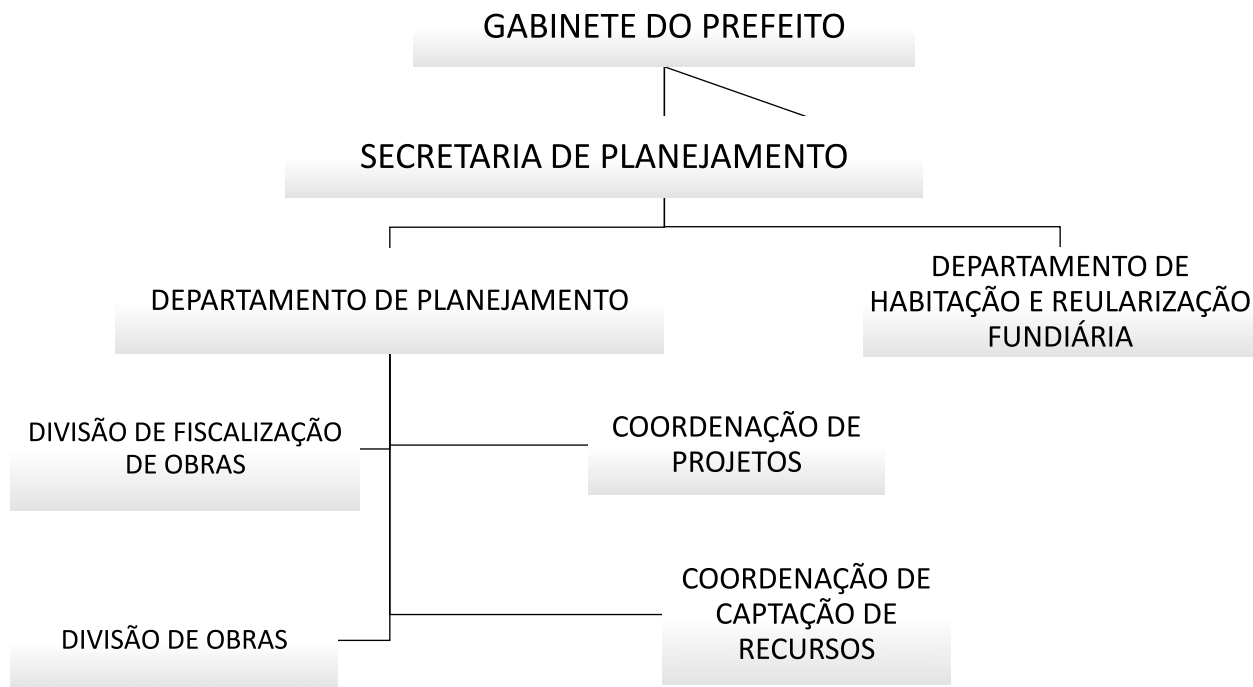 GABINETE DO PREFEITO
SECRETARIA DE PLANEJAMENTO
DEPARTAMENTO DE PLANEJAMENTO
DEPARTAMENTO DE
HABITAÇÃO E REULARIZAÇÃO
FUNDIÁRIA
DIVISÃO DE FISCALIZAÇÃO
DE OBRAS
COORDENAÇÃO DE
PROJETOS
DIVISÃO DE OBRAS
COORDENAÇÃO DE
CAPTAÇÃO DE
RECURSOS